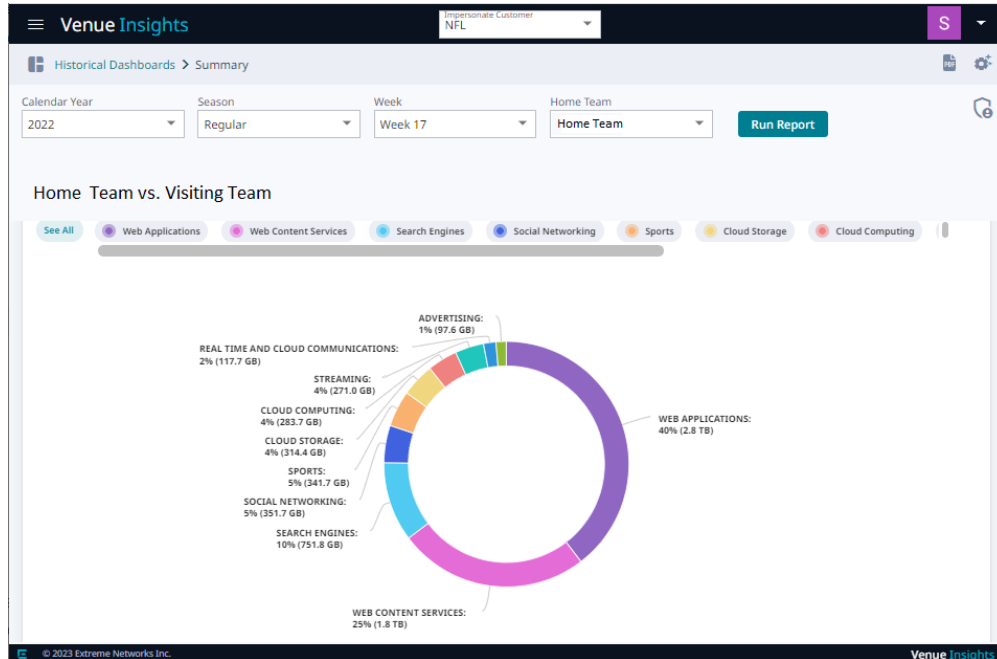 Venue Insights
Impersonate Customer
NFL
S
Historical Dashboards > Summary
PDF
Calendar Year
Season
Week
Home Team
2022
Regular
Week 17
Home Team
Run Report
Home Team vs. Visiting Team
See All
Web Applications
Web Content Services
Search Engines
Social Networking
Sports
Cloud Storage
Cloud Computing
ADVERTISING:
1% (97.6 GB)
REAL TIME AND CLOUD COMMUNICATIONS:
2% (117.7 GB)
STREAMING:
4% (271.0 GB)
CLOUD COMPUTING:
4% (283.7 GB)
CLOUD STORAGE:
4% (314.4 GB)
SPORTS:
5% (341.7 GB)
SOCIAL NETWORKING:
5% (351.7 GB)
SEARCH ENGINES:
10% (751.8 GB)
WEB CONTENT SERVICES:
25% (1.8 TB)
WEB APPLICATIONS:
40% (2.8 TB)
E © 2023 Extreme Networks Inc.
Venue Insights